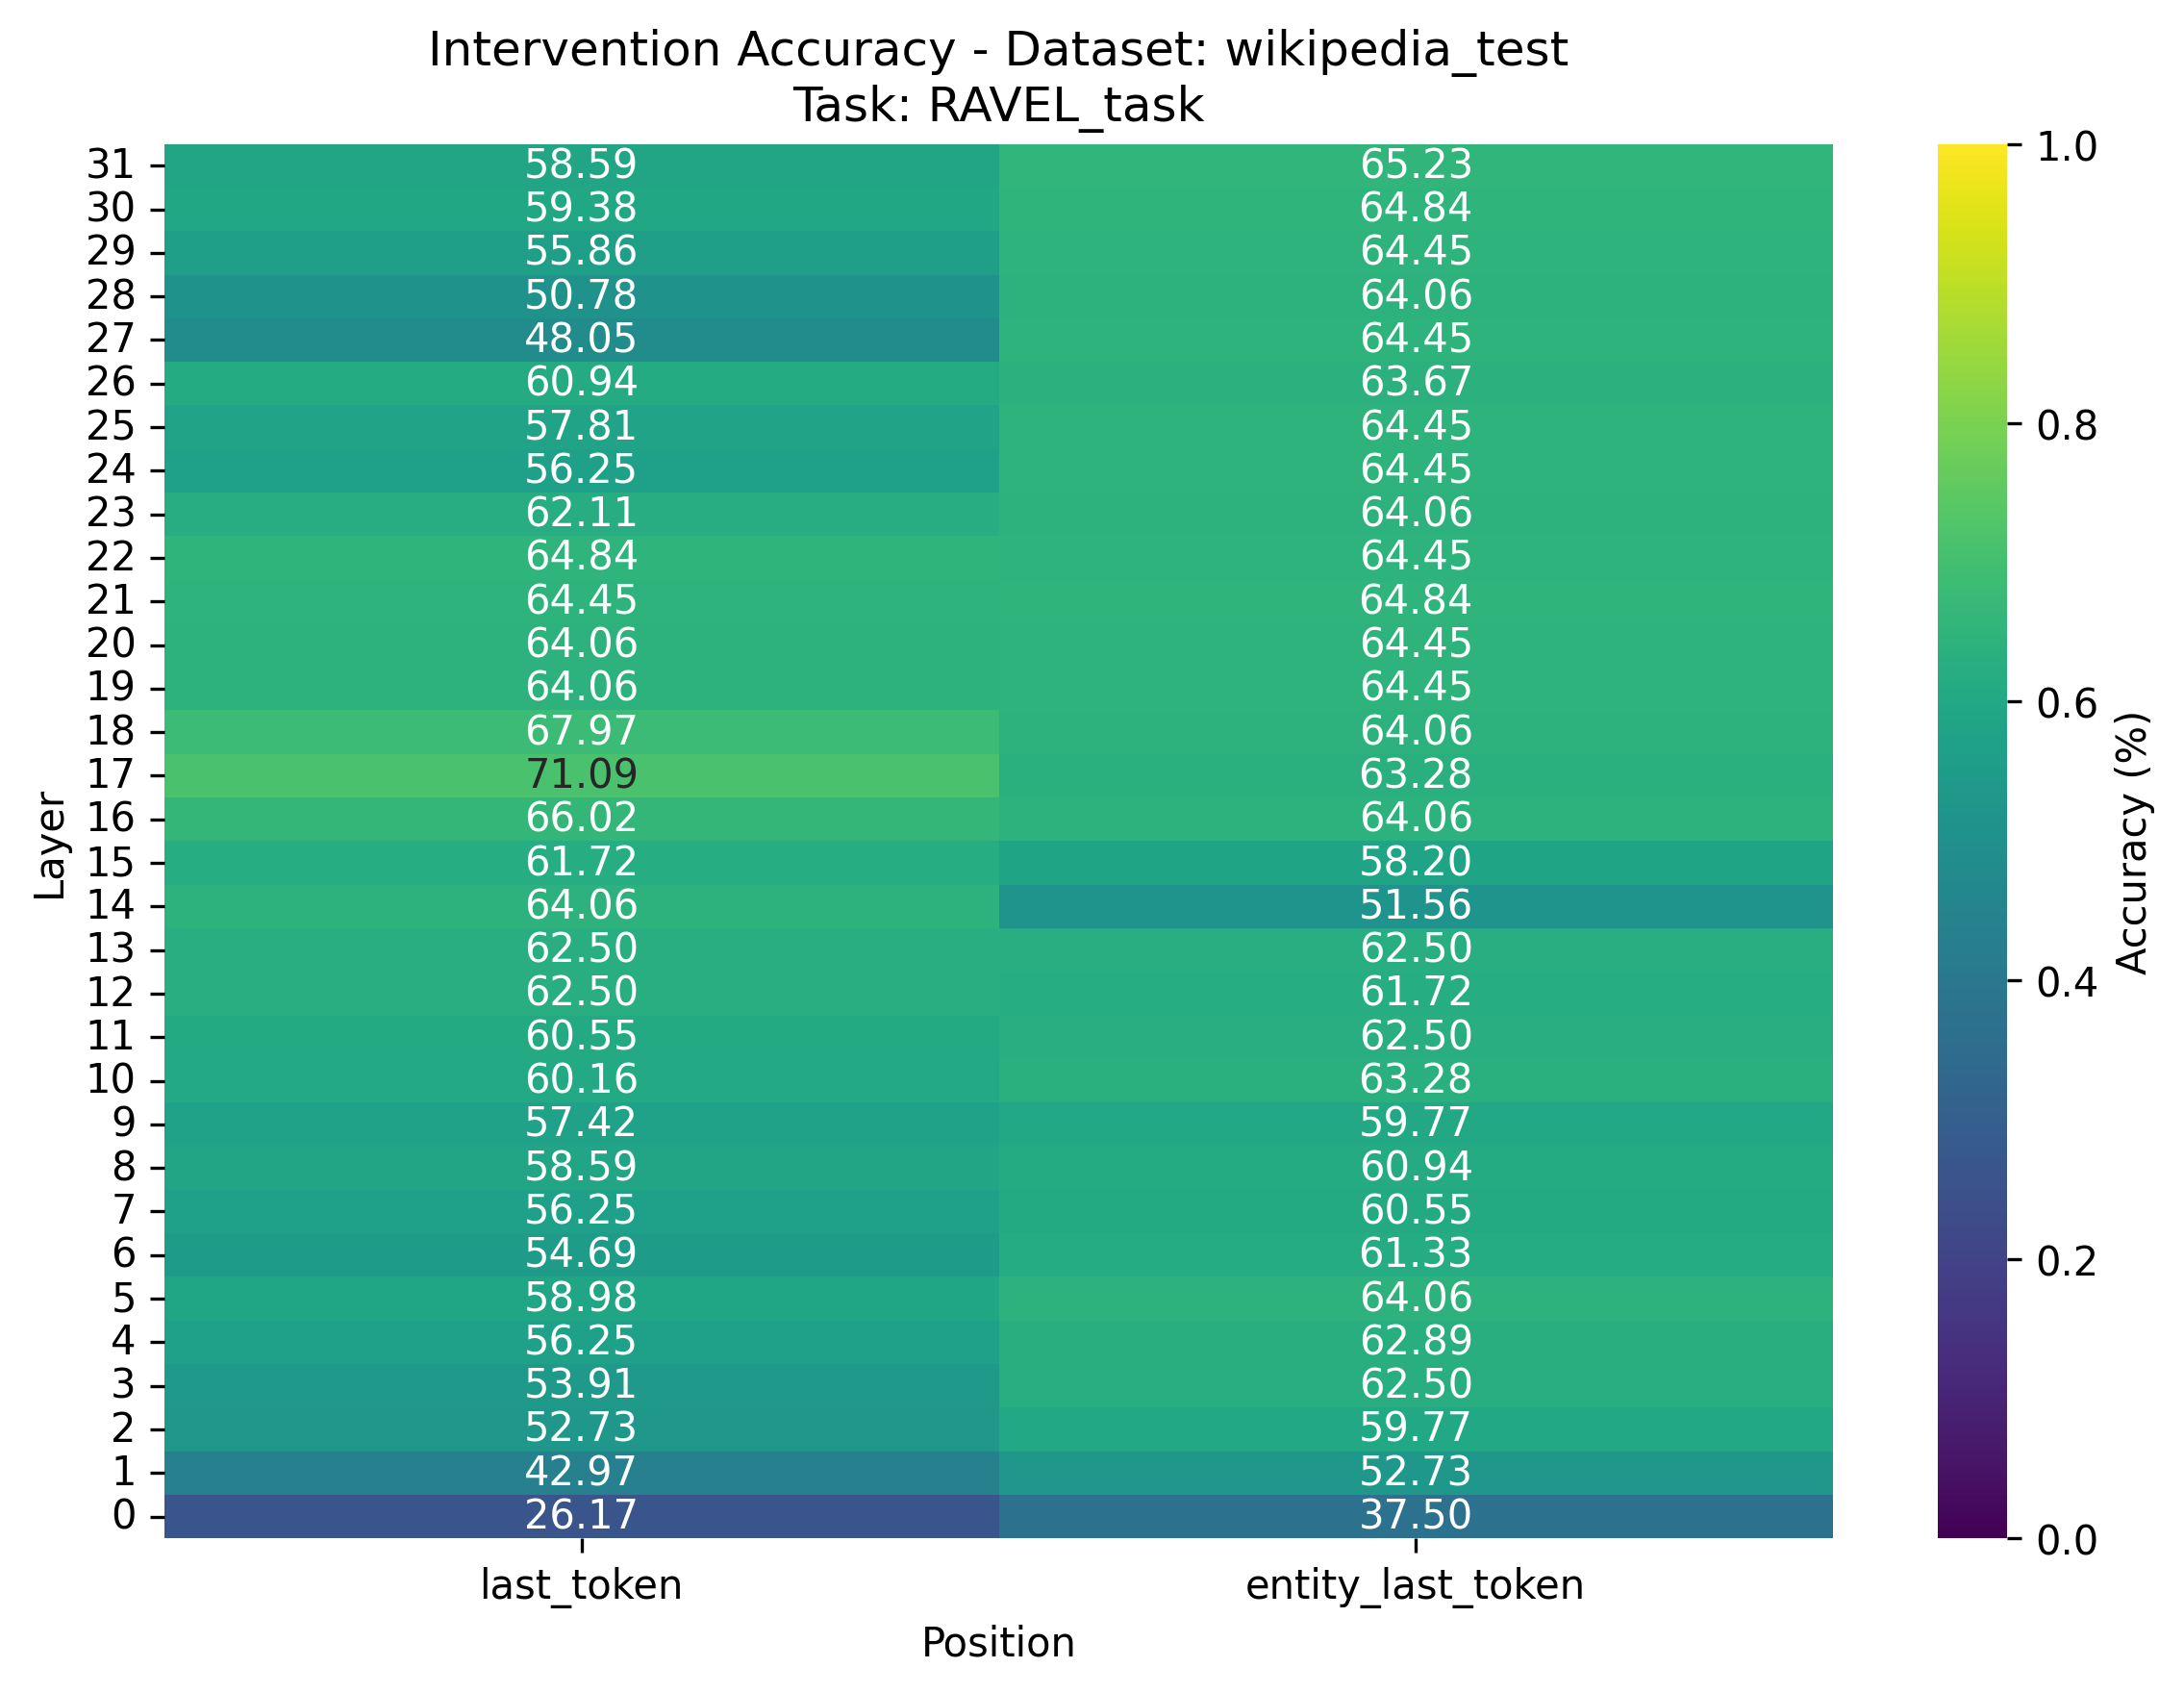 Intervention Accuracy - Dataset: wikipedia_test
Task: RAVEL_task
31 58.59 65.23
30 59.38 64.84
29 55.86 64.45
28 50.78 64.06
27 48.05 64.45
26 60.94 63.67
25 57.81 64.45
24 56.25 64.45
23 62.11 64.06
22 64.84 64.45
21 64.45 64.84
20 64.06 64.45
19 64.06 64.45
18 67.97 64.06
17 71.09 63.28
16 66.02 64.06
15 61.72 58.20
14 64.06 51.56
13 62.50 62.50
12 62.50 61.72
11 60.55 62.50
10 60.16 63.28
9 57.42 59.77
8 58.59 60.94
7 56.25 60.55
6 54.69 61.33
5 58.98 64.06
4 56.25 62.89
3 53.91 62.50
2 52.73 59.77
1 42.97 52.73
0 26.17 37.50
Layer
last_token entity_last_token
Position
1.0
0.8
0.6
0.4
0.2
0.0
Accuracy (%)